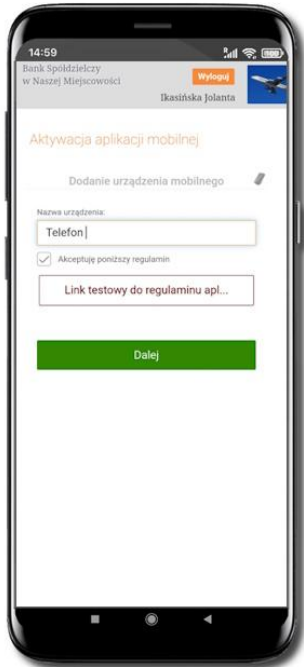 14:59
Bank Spółdzielczy
w Naszej Miejscowości
Wyloguj
Ikasińska Jolanta
Aktywacja aplikacji mobilnej
Dodanie urządzenia mobilnego
Nazwa urządzenia:
Telefon
Akceptuję poniższy regulamin
Link testowy do regulaminu apl...
Dalej